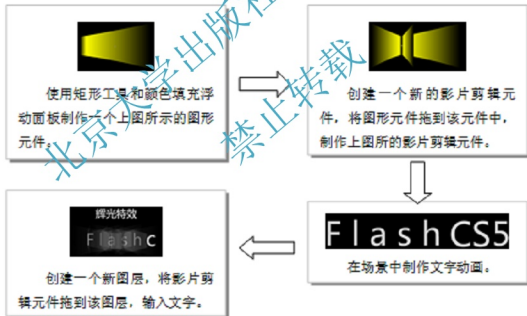 使用矩形工具和颜色填充浮
动面板制作一个上图所示的图形
元件。
创建一个新的影片剪辑元
件，将图形元件拖到该元件中，
制作上图所的影片剪辑元件。
Flash CS5
在场景中制作文字动画。
辉光特效
Flashc
创建一个新图层，将影片剪
辑元件拖到该图层，输入文字。
北京大学出版社
禁止转载